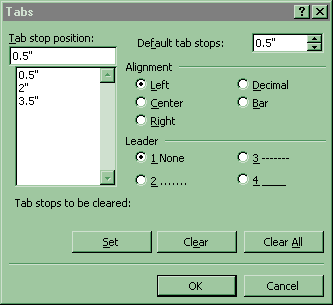 Tabs
Tab stop position:
0.5"
0.5"
2"
3.5"
Default tab stops:
0.5"
Alignment
Left
Decimal
Center
Bar
Right
Leader
1 None
3 -------
2 .......
4 ____
Tab stops to be cleared:
Set
Clear
Clear All
OK
Cancel